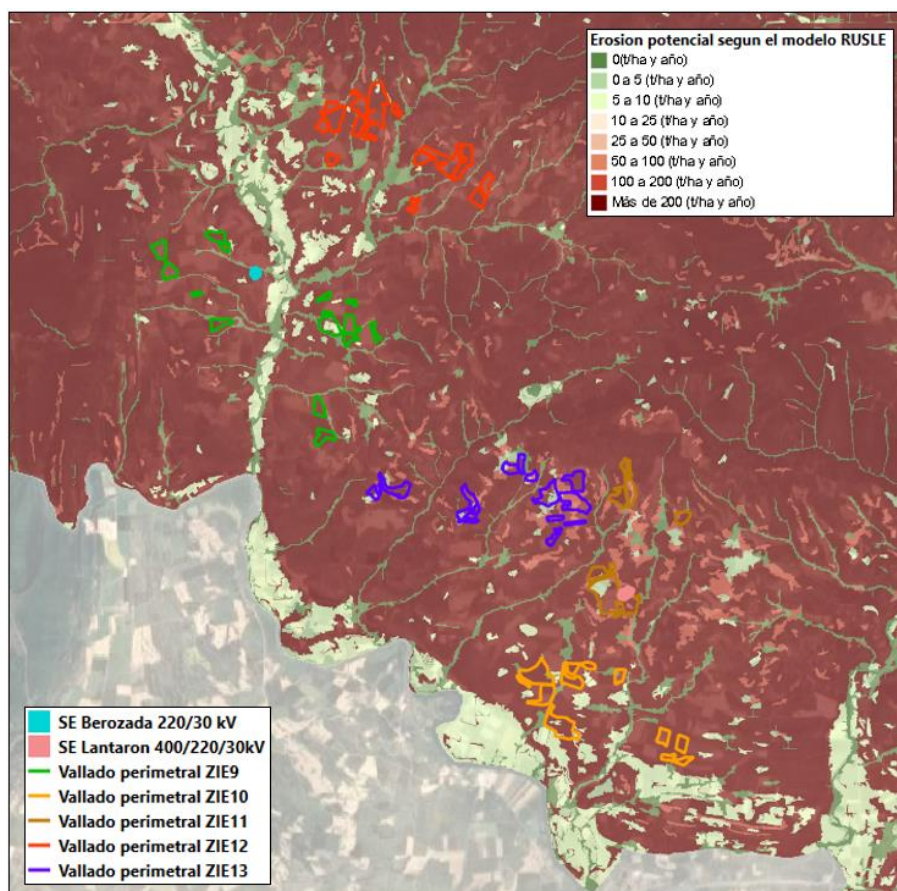 Erosion potencial segun el modelo RUSLE
0(t/ha y año)
0 a 5 (t/ha y año)
5 a 10 (t/ha y año)
10 a 25 (t/ha y año)
25 a 50 (t/ha y año)
50 a 100 (t/ha y año)
100 a 200 (t/ha y año)
Más de 200 (t/ha y año)
SE Berozada 220/30 kV
SE Lantaron 400/220/30kV
Vallado perimetral ZIE9
Vallado perimetral ZIE10
Vallado perimetral ZIE11
Vallado perimetral ZIE12
Vallado perimetral ZIE13